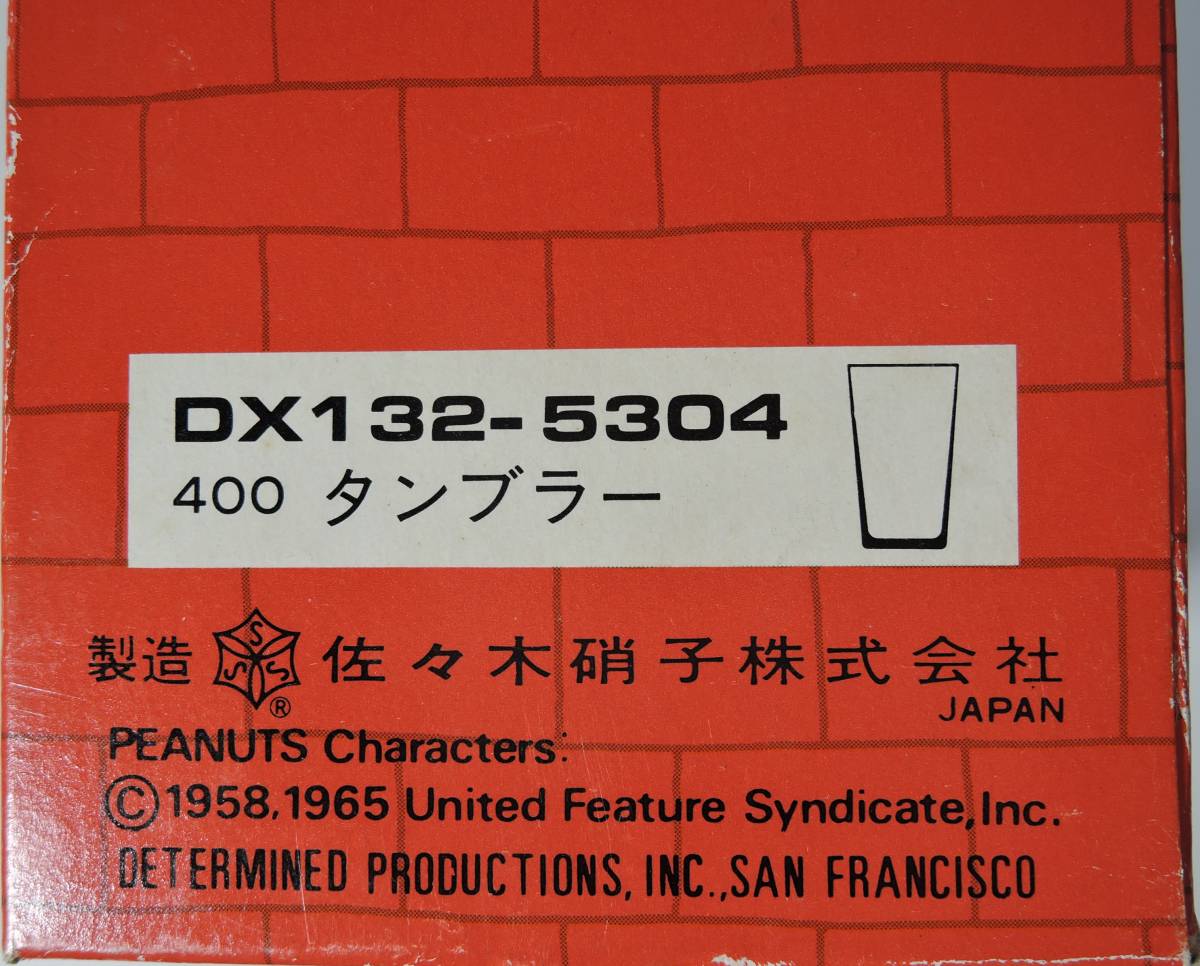 DX132-5304
400 タンブラー
製造 SSS ® 佐々木硝子株式会社
JAPAN
PEANUTS Characters:
©1958,1965 United Feature Syndicate,Inc.
DETERMINED PRODUCTIONS, INC.,SAN FRANCISCO